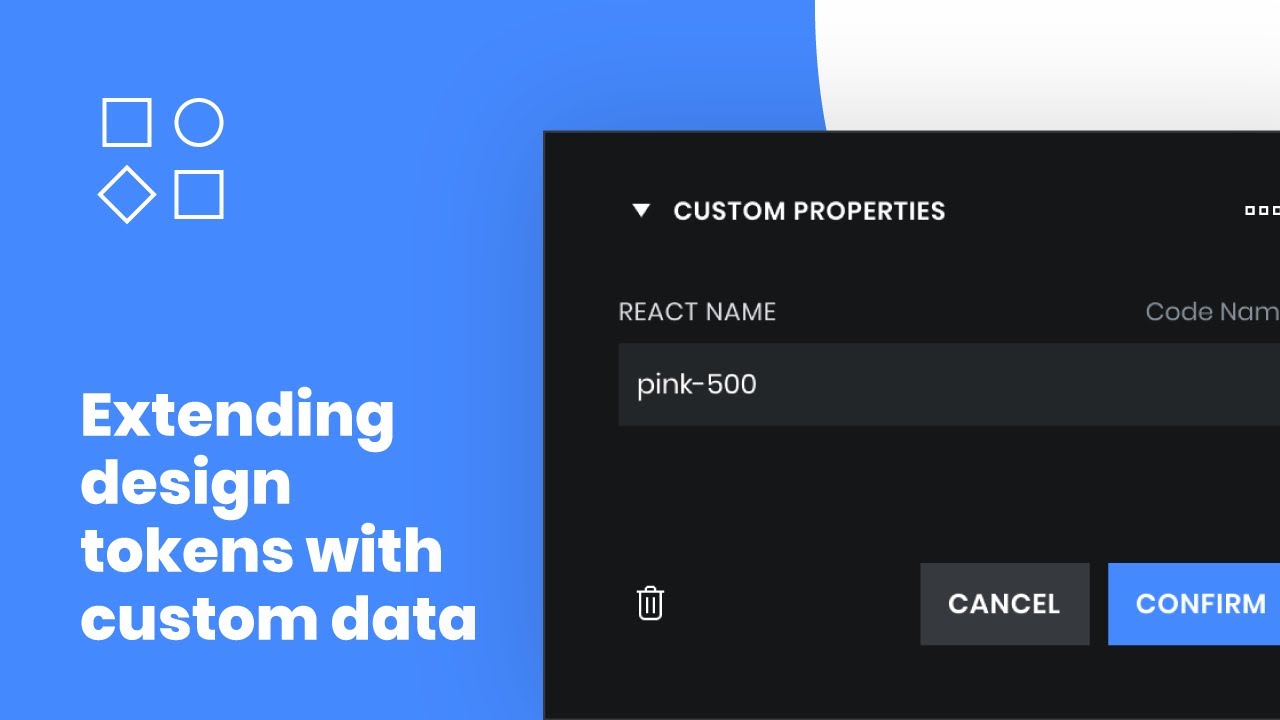 Extending
design
tokens with
custom data
CUSTOM PROPERTIES
REACT NAME
Code Nam
pink-500
CANCEL
CONFIRM